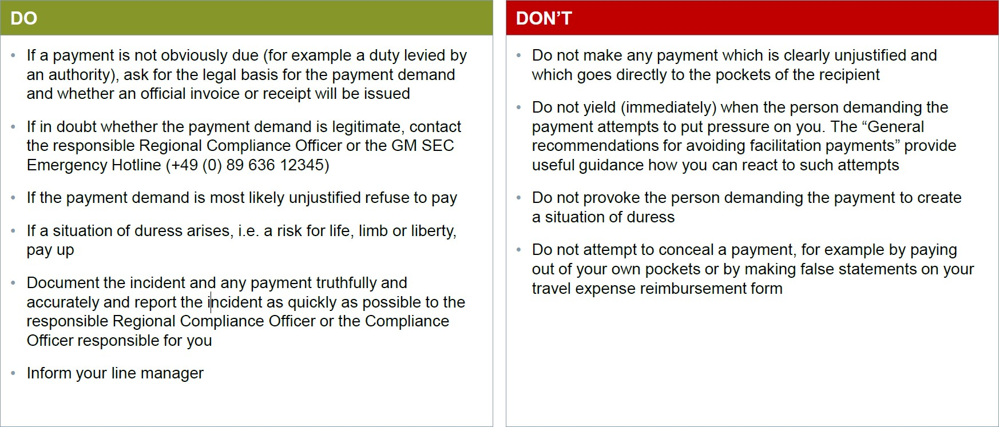 DO
If a payment is not obviously due (for example a duty levied by
an authority), ask for the legal basis for the payment demand
and whether an official invoice or receipt will be issued
If in doubt whether the payment demand is legitimate, contact
the responsible Regional Compliance Officer or the GM SEC
Emergency Hotline (+49 (0) 89 636 12345)
If the payment demand is most likely unjustified refuse to pay
If a situation of duress arises, i.e. a risk for life, limb or liberty,
pay up
Document the incident and any payment truthfully and
accurately and report the incident as quickly as possible to the
responsible Regional Compliance Officer or the Compliance
Officer responsible for you
Inform your line manager
DON’T
Do not make any payment which is clearly unjustified and
which goes directly to the pockets of the recipient
Do not yield (immediately) when the person demanding the
payment attempts to put pressure on you. The “General
recommendations for avoiding facilitation payments” provide
useful guidance how you can react to such attempts
Do not provoke the person demanding the payment to create
a situation of duress
Do not attempt to conceal a payment, for example by paying
out of your own pockets or by making false statements on your
travel expense reimbursement form